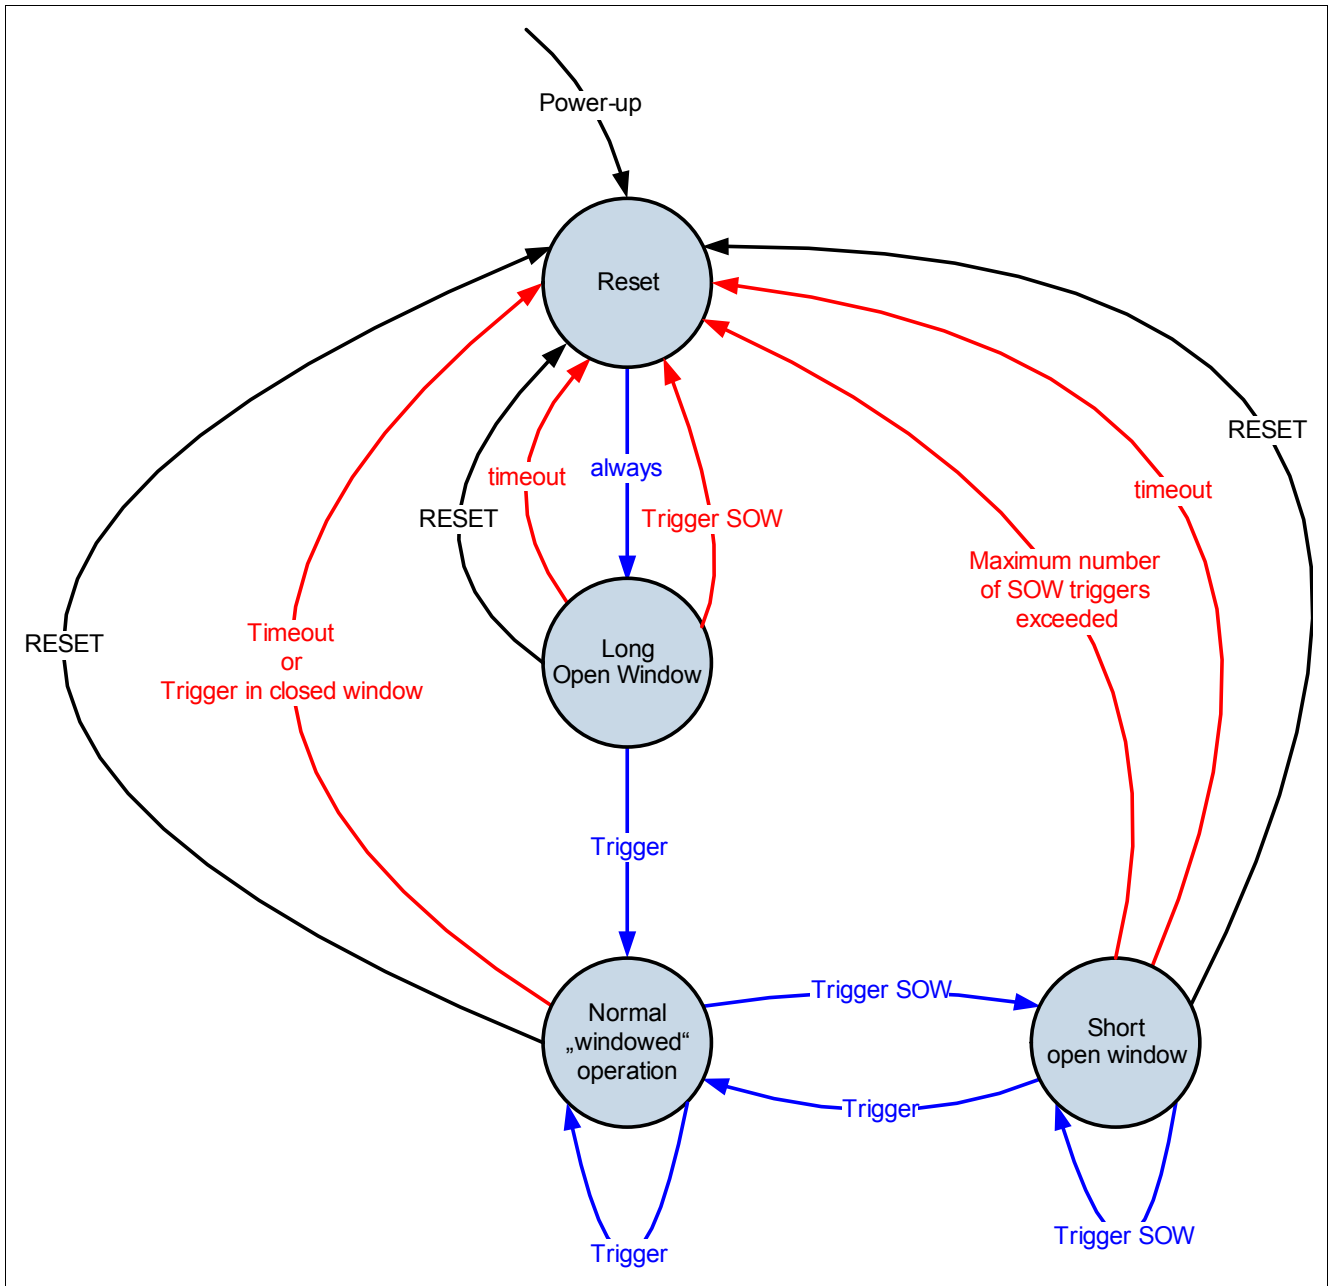 Power-up
Reset
RESET
timeout
always
RESET
Trigger SOW
timeout
Maximum number
of SOW triggers
exceeded
RESET
Timeout
or
Trigger in closed window
Long
Open Window
Trigger
Normal
„windowed“
operation
Trigger SOW
Short
open window
Trigger
Trigger
Trigger SOW